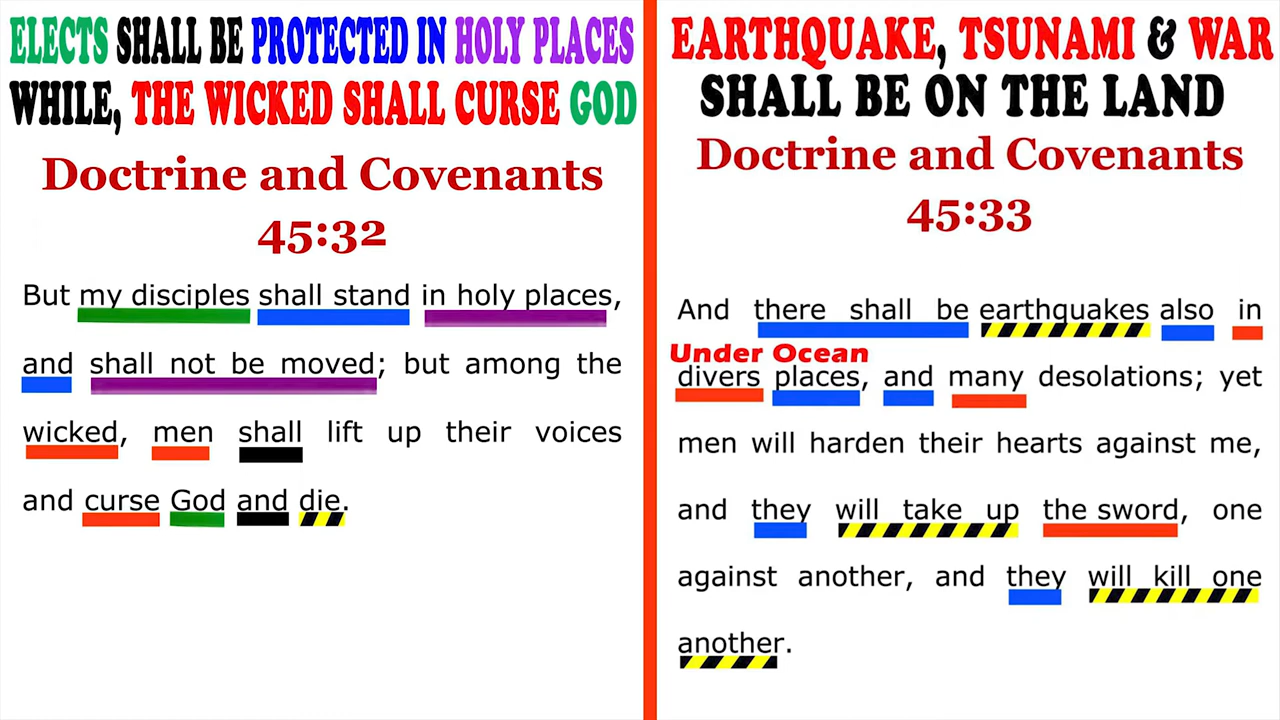 ELECTS SHALL BE PROTECTED IN HOLY PLACES
WHILE, THE WICKED SHALL CURSE GOD
Doctrine and Covenants
45:32
But my disciples shall stand in holy places,
and shall not be moved; but among the
wicked, men shall lift up their voices
and curse God and die.
EARTHQUAKE, TSUNAMI & WAR
SHALL BE ON THE LAND
Doctrine and Covenants
45:33
And there shall be earthquakes also in
Under Ocean
divers places, and many desolations; yet
men will harden their hearts against me,
and they will take up the sword, one
against another, and they will kill one
another.